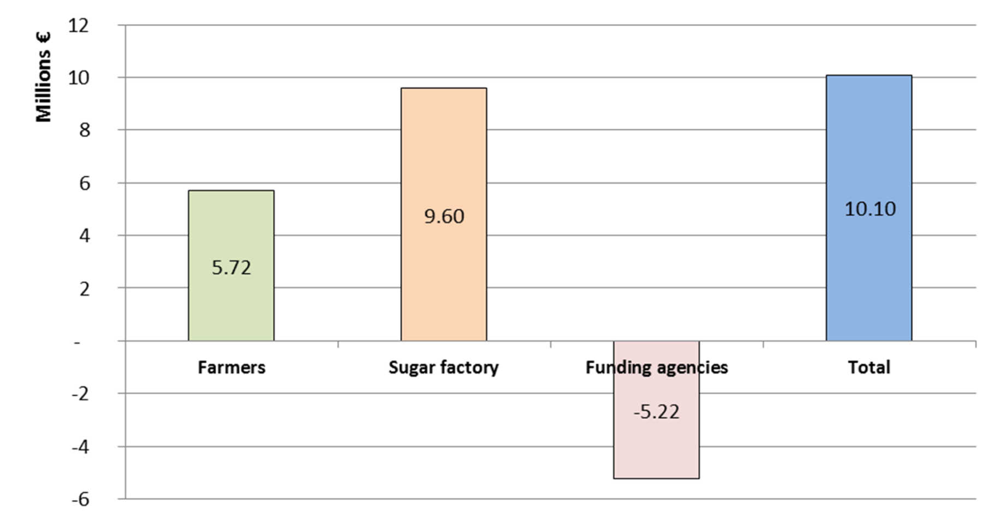 Millions €
12
10
8
6
4
2
-
-2
-4
-6
5.72
9.60
-5.22
10.10
Farmers
Sugar factory
Funding agencies
Total